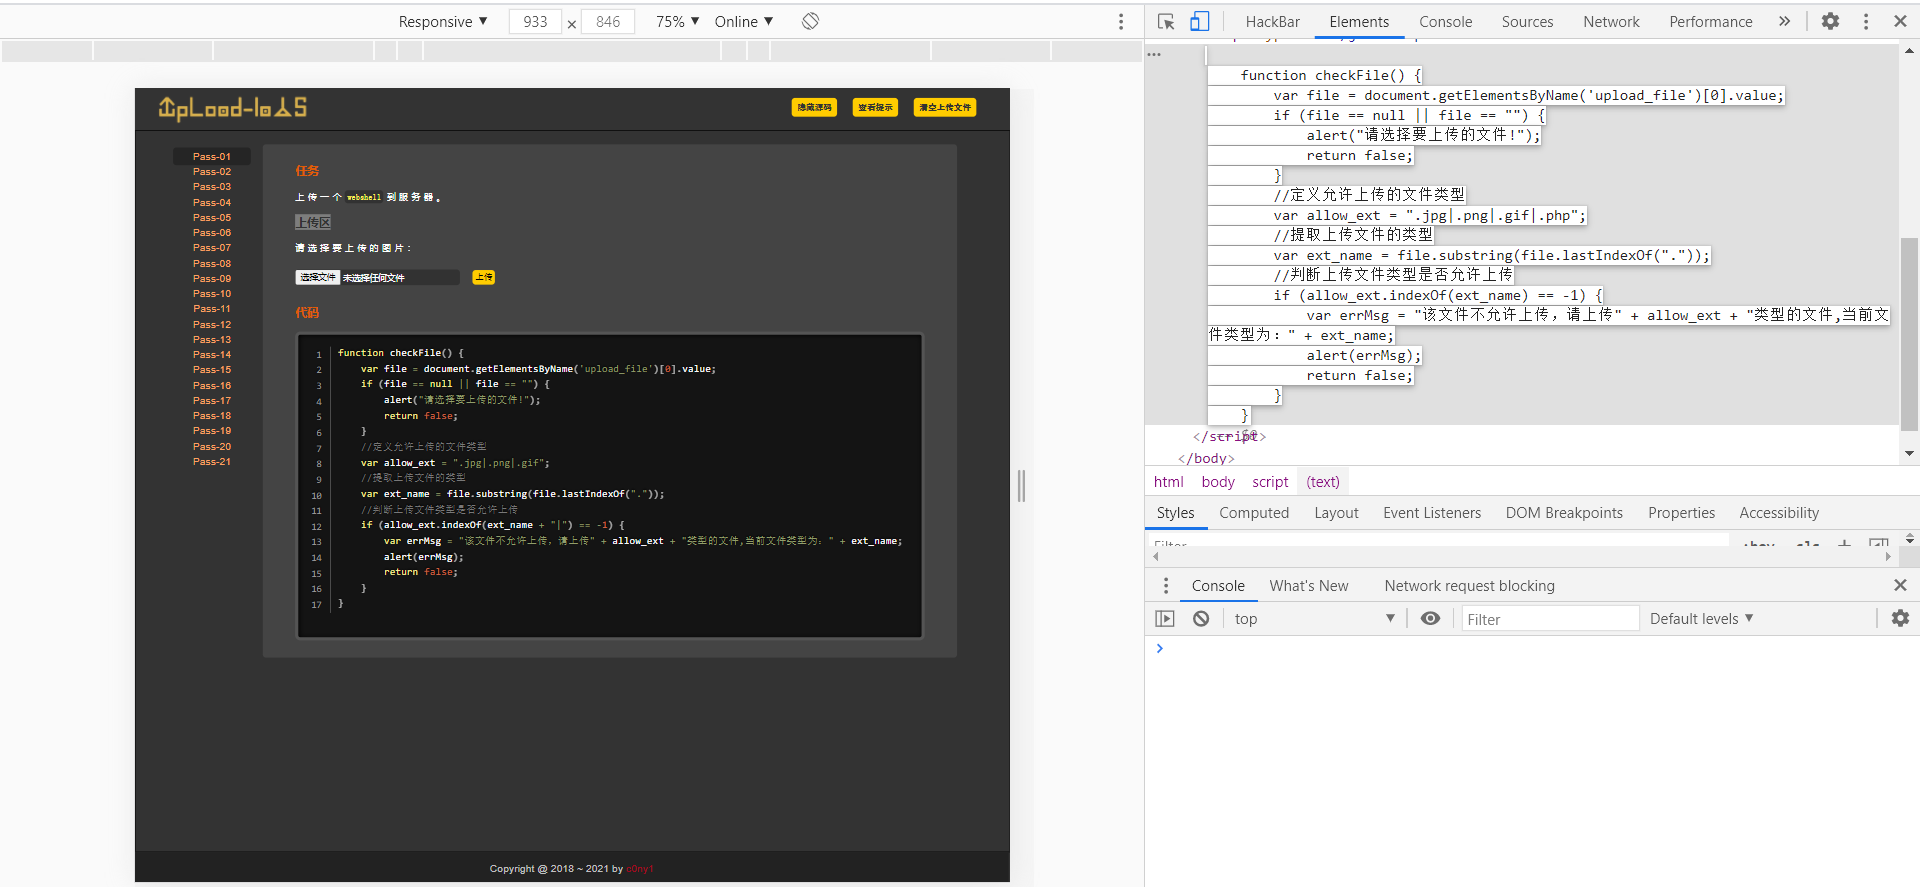 Responsive ▼ 933 × 846 75% ▼ Online ▼
upLoad-labs
隐藏源码 查看提示 清空上传文件
Pass-01
Pass-02
Pass-03
Pass-04
Pass-05
Pass-06
Pass-07
Pass-08
Pass-09
Pass-10
Pass-11
Pass-12
Pass-13
Pass-14
Pass-15
Pass-16
Pass-17
Pass-18
Pass-19
Pass-20
Pass-21
任务
上传一个 webshell 到服务器。
上传区
请选择要上传的图片：
选择文件 未选择任何文件 上传
代码
1 function checkFile() {
2 var file = document.getElementsByName('upload_file')[0].value;
3 if (file == null || file == "") {
4 alert("请选择要上传的文件!");
5 return false;
6 }
7 //定义允许上传的文件类型
8 var allow_ext = ".jpg|.png|.gif";
9 //提取上传文件的类型
10 var ext_name = file.substring(file.lastIndexOf("."));
11 //判断上传文件类型是否允许上传
12 if (allow_ext.indexOf(ext_name + "|") == -1) {
13 var errMsg = "该文件不允许上传，请上传" + allow_ext + "类型的文件,当前文件类型为：" + ext_name;
14 alert(errMsg);
15 return false;
16 }
17 }
Copyright @ 2018 ~ 2021 by c0ny1
HackBar Elements Console Sources Network Performance »
function checkFile() {
var file = document.getElementsByName('upload_file')[0].value;
if (file == null || file == "") {
alert("请选择要上传的文件!");
return false;
}
//定义允许上传的文件类型
var allow_ext = ".jpg|.png|.gif|.php";
//提取上传文件的类型
var ext_name = file.substring(file.lastIndexOf("."));
//判断上传文件类型是否允许上传
if (allow_ext.indexOf(ext_name) == -1) {
var errMsg = "该文件不允许上传，请上传" + allow_ext + "类型的文件,当前文
件类型为：" + ext_name;
alert(errMsg);
return false;
}
}
</script>
</body>
html body script (text)
Styles Computed Layout Event Listeners DOM Breakpoints Properties Accessibility
Filter :hov .cls +
Console What's New Network request blocking
top ▼ Filter Default levels ▼